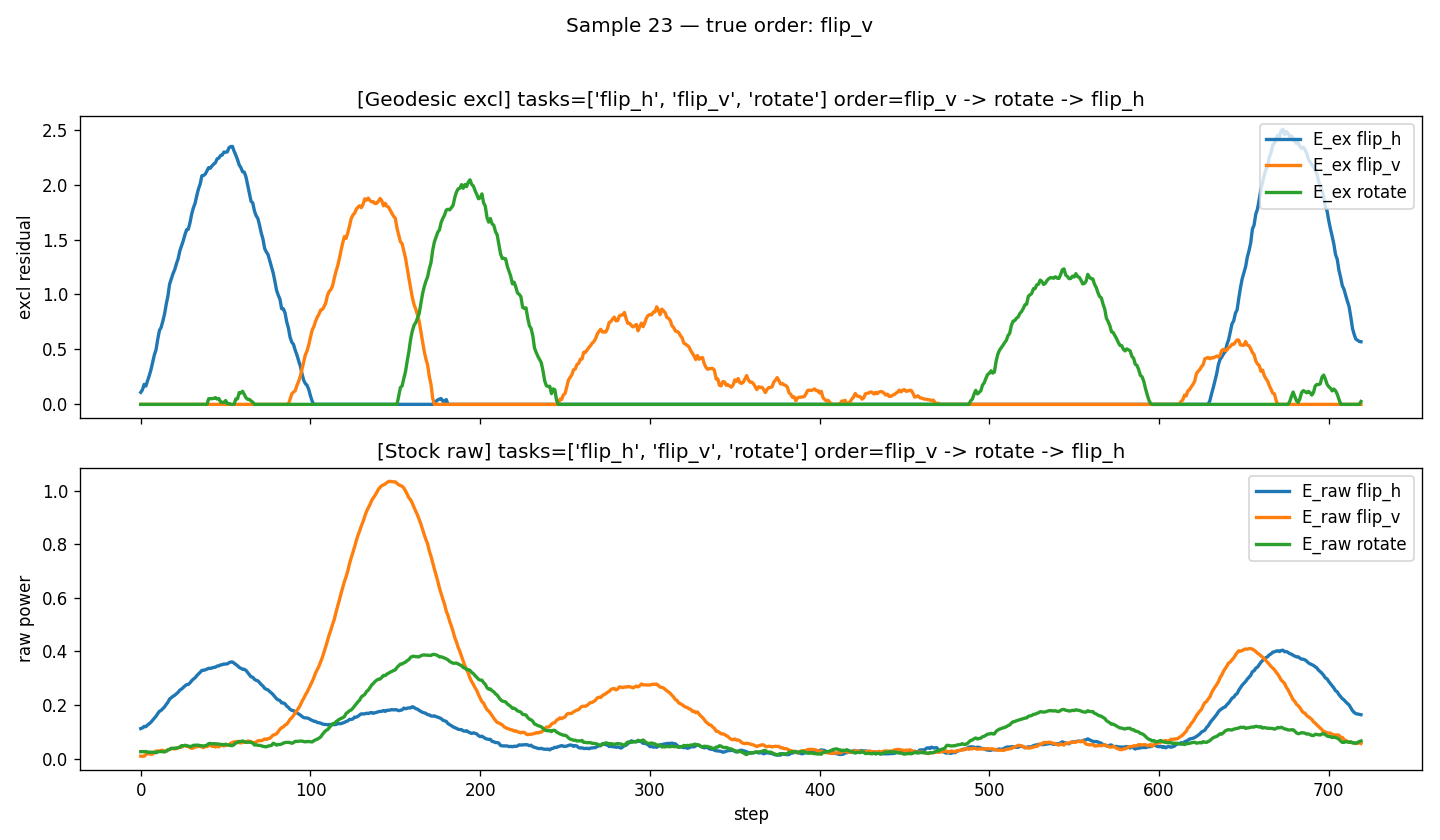 Sample 23 — true order: flip_v
[Geodesic excl] tasks=['flip_h', 'flip_v', 'rotate'] order=flip_v -> rotate -> flip_h
excl residual
2.5
2.0
1.5
1.0
0.5
0.0
E_ex flip_h
E_ex flip_v
E_ex rotate
[Stock raw] tasks=['flip_h', 'flip_v', 'rotate'] order=flip_v -> rotate -> flip_h
raw power
1.0
0.8
0.6
0.4
0.2
0.0
E_raw flip_h
E_raw flip_v
E_raw rotate
0 100 200 300 400 500 600 700
step